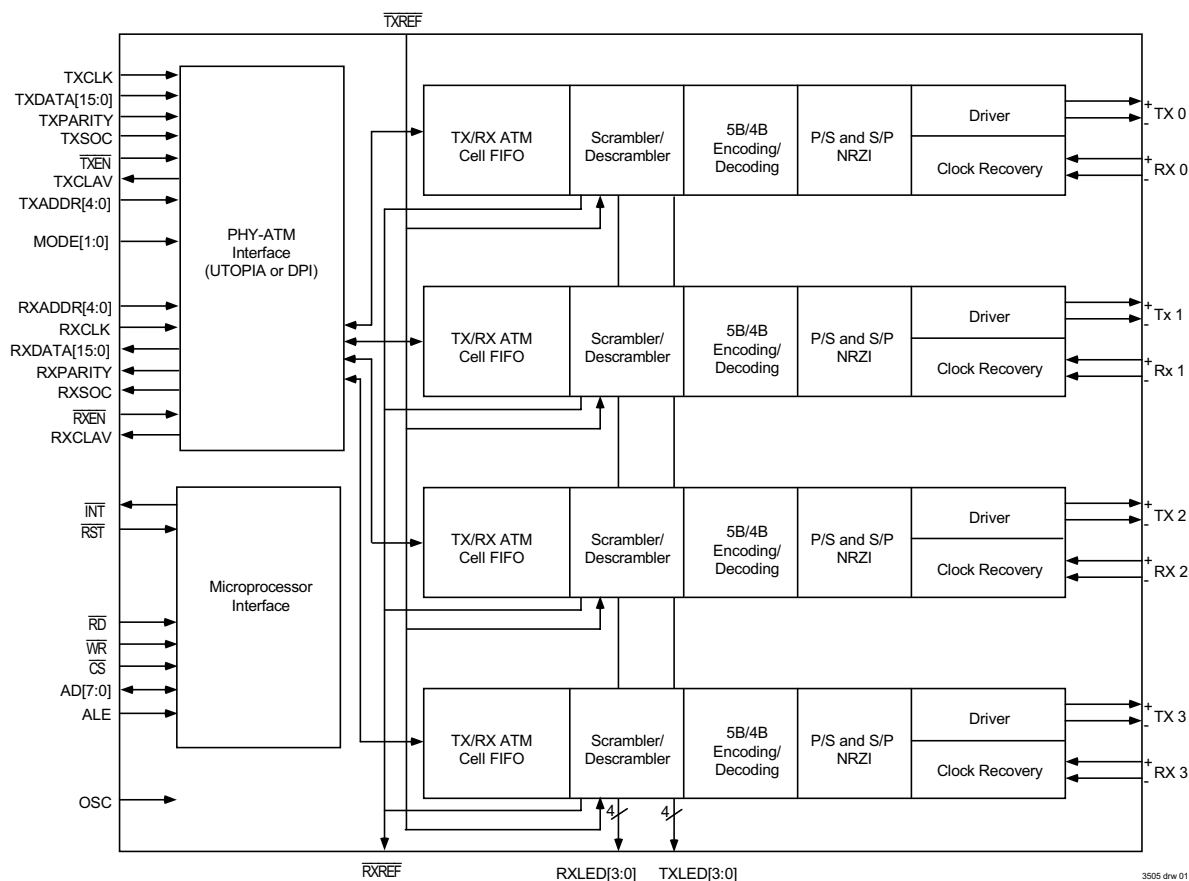 TXREF
TXCLK
TXDATA[15:0]
TXPARITY
TXSOC
TXEN
TXCLAV
TXADDR[4:0]
MODE[1:0]
RXADDR[4:0]
RXCLK
RXDATA[15:0]
RXPARITY
RXSOC
RXEN
RXCLAV
PHY-ATM
Interface
(UTOPIA or DPI)
INT
RST
RD
WR
CS
AD[7:0]
ALE
OSC
Microprocessor
Interface
TX/RX ATM
Cell FIFO
Scrambler/
Descrambler
5B/4B
Encoding/
Decoding
P/S and S/P
NRZI
Driver
Clock Recovery
+
-
TX 0
+
-
RX 0
TX/RX ATM
Cell FIFO
Scrambler/
Descrambler
5B/4B
Encoding/
Decoding
P/S and S/P
NRZI
Driver
Clock Recovery
+
-
Tx 1
+
-
Rx 1
TX/RX ATM
Cell FIFO
Scrambler/
Descrambler
5B/4B
Encoding/
Decoding
P/S and S/P
NRZI
Driver
Clock Recovery
+
-
TX 2
+
-
RX 2
TX/RX ATM
Cell FIFO
Scrambler/
Descrambler
5B/4B
Encoding/
Decoding
P/S and S/P
NRZI
Driver
Clock Recovery
+
-
TX 3
+
-
RX 3
4
4
RXREF
RXLED[3:0]
TXLED[3:0]
3505 drw 01